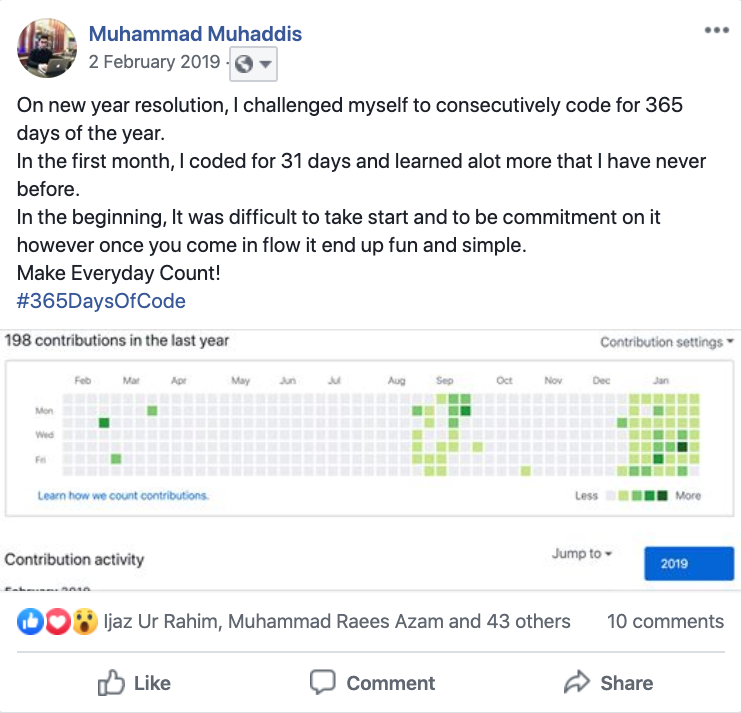 Muhammad Muhaddis
2 February 2019 ·
On new year resolution, I challenged myself to consecutively code for 365
days of the year.
In the first month, I coded for 31 days and learned alot more that I have never
before.
In the beginning, It was difficult to take start and to be commitment on it
however once you come in flow it end up fun and simple.
Make Everyday Count!
#365DaysOfCode
198 contributions in the last year
Contribution settings
Feb Mar Apr May Jun Jul Aug Sep Oct Nov Dec Jan
Mon
Wed
Fri
Learn how we count contributions.
Less More
Contribution activity
Jump to
2019
February 2019
Ijaz Ur Rahim, Muhammad Raees Azam and 43 others
10 comments
Like Comment Share